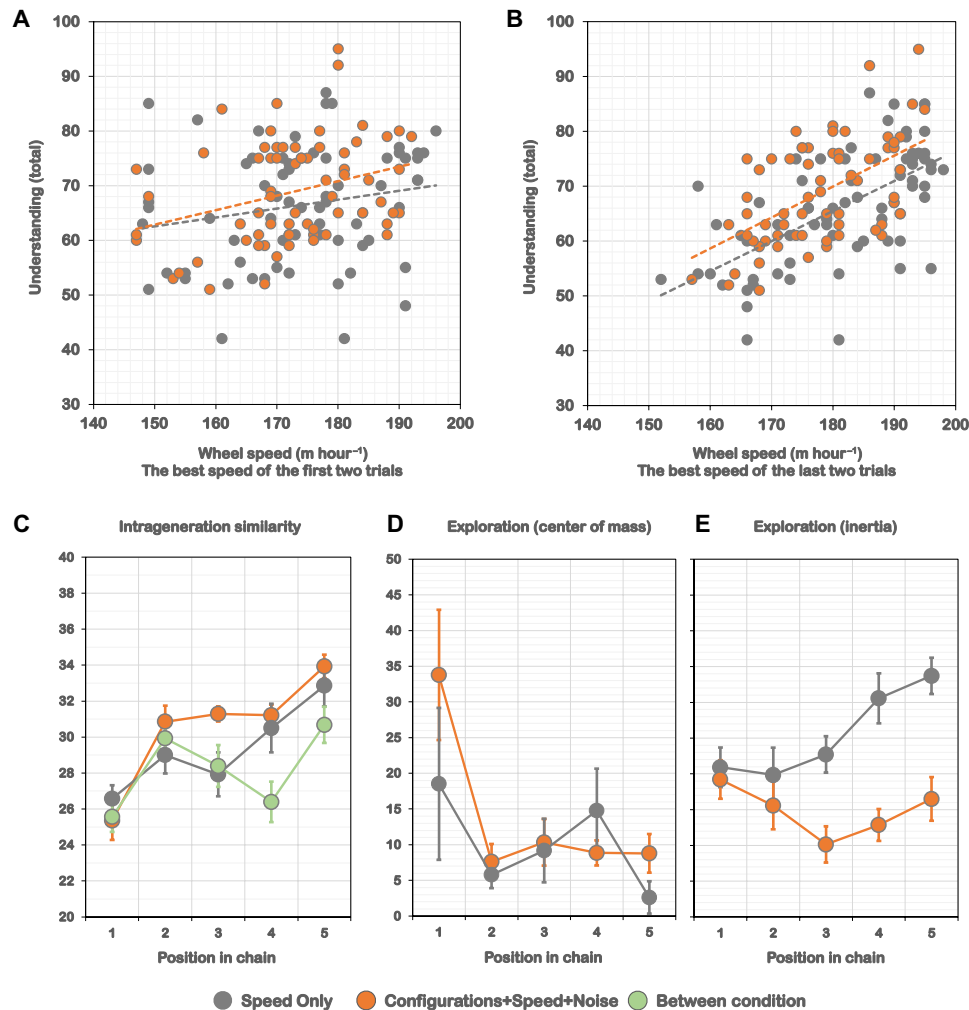 A
B
100
90
80
70
60
50
40
30
Understanding (total)
140 150 160 170 180 190 200
Wheel speed (m hour⁻¹)
The best speed of the first two trials
100
90
80
70
60
50
40
30
Understanding (total)
140 150 160 170 180 190 200
Wheel speed (m hour⁻¹)
The best speed of the last two trials
C Intrageneration similarity
D Exploration (center of mass)
E Exploration (inertia)
40
38
36
34
32
30
28
26
24
22
20
1 2 3 4 5
Position in chain
50
45
40
35
30
25
20
15
10
5
0
1 2 3 4 5
Position in chain
1 2 3 4 5
Position in chain
Speed Only Configurations+Speed+Noise Between condition